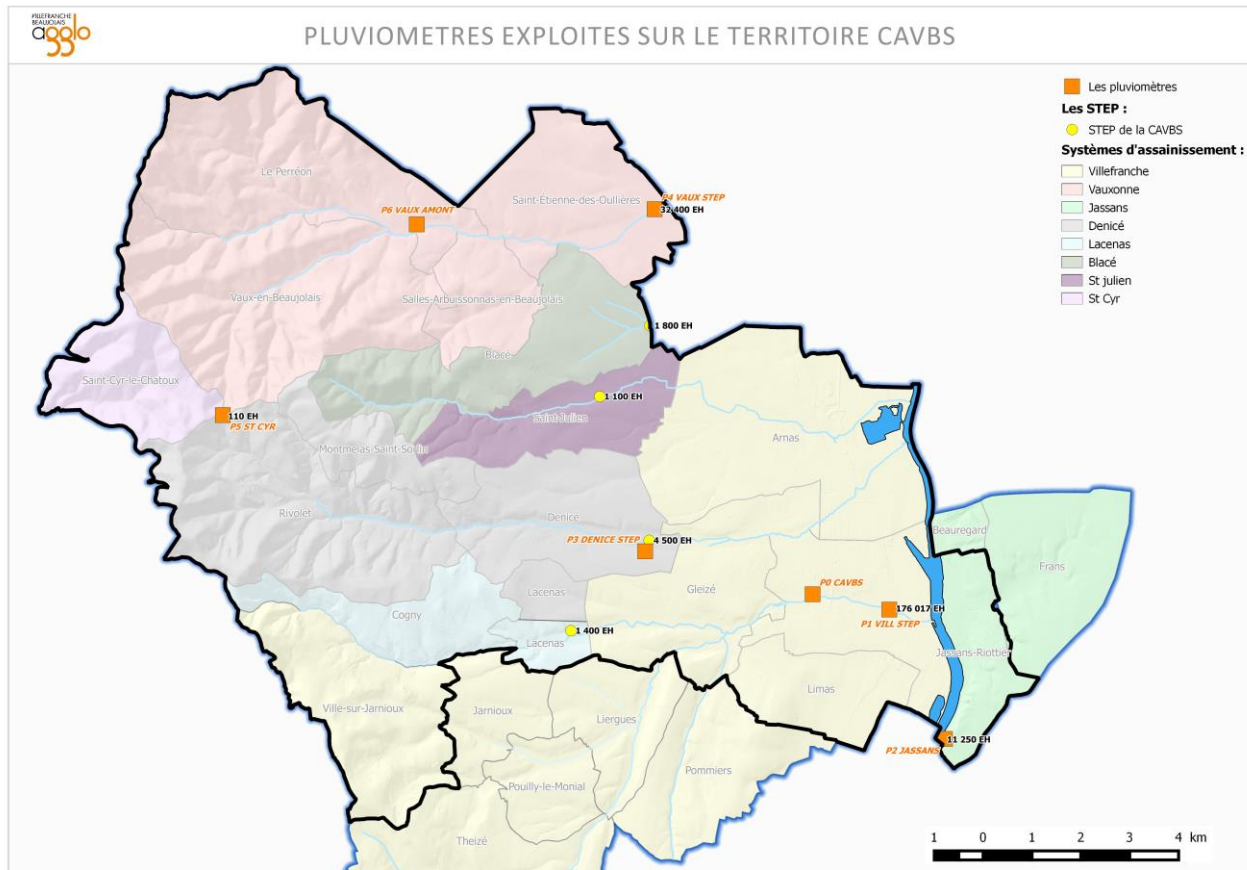 VILLEFRANCHE
BEAUJOLAIS
agglo
PLUVIOMETRES EXPLOITES SUR LE TERRITOIRE CAVBS
Les pluviomètres
Les STEP :
STEP de la CAVBS
Systèmes d'assainissement :
Villefranche
Vauxonne
Jassans
Denicé
Lacenas
Blacé
St julien
St Cyr
Le Perréon
Saint-Étienne-des-Oullières
P4 VAUX STEP
32 400 EH
P6 VAUX AMONT
Vaux-en-Beaujolais
Salles-Arbuissonnas-en-Beaujolais
1 800 EH
Blacé
Saint-Cyr-le-Chatoux
1 100 EH
110 EH
P5 ST CYR
Saint-Julien
Arnas
Montmelas-Saint-Sorlin
Rivolet
Denicé
P3 DENICE STEP
4 500 EH
Beauregard
Frans
Gleizé
P0 CAVBS
Lacenas
Cogny
176 017 EH
P1 VILL STEP
1 400 EH
Lacenas
Jassans-Riottier
Limas
Ville-sur-Jarnioux
Jarnioux
Liergues
P2 JASSANS
11 250 EH
Pommiers
Pouilly-le-Monial
Theizé
1 0 1 2 3 4 km